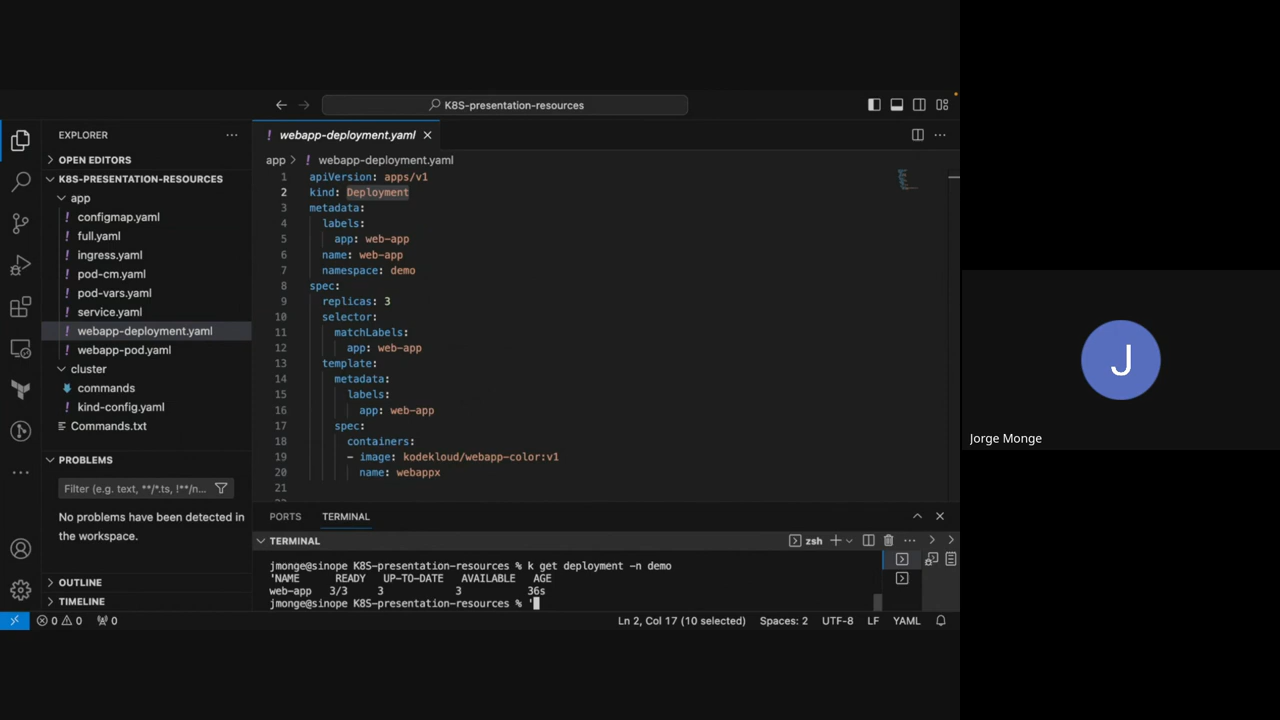 K8S-presentation-resources
EXPLORER
OPEN EDITORS
K8S-PRESENTATION-RESOURCES
app
! configmap.yaml
! full.yaml
! ingress.yaml
! pod-cm.yaml
! pod-vars.yaml
! service.yaml
! webapp-deployment.yaml
! webapp-pod.yaml
cluster
commands
! kind-config.yaml
Commands.txt
PROBLEMS
Filter (e.g. text, **/*.ts, !**/n...
No problems have been detected in
the workspace.
OUTLINE
TIMELINE
! webapp-deployment.yaml
app > ! webapp-deployment.yaml
1 apiVersion: apps/v1
2 kind: Deployment
3 metadata:
4 labels:
5 app: web-app
6 name: web-app
7 namespace: demo
8 spec:
9 replicas: 3
10 selector:
11 matchLabels:
12 app: web-app
13 template:
14 metadata:
15 labels:
16 app: web-app
17 spec:
18 containers:
19 - image: kodekloud/webapp-color:v1
20 name: webappx
21
PORTS TERMINAL
TERMINAL
zsh
jmonge@sinope K8S-presentation-resources % k get deployment -n demo
'NAME READY UP-TO-DATE AVAILABLE AGE
web-app 3/3 3 3 36s
jmonge@sinope K8S-presentation-resources % '
0 0 0
Ln 2, Col 17 (10 selected) Spaces: 2 UTF-8 LF YAML
J
Jorge Monge